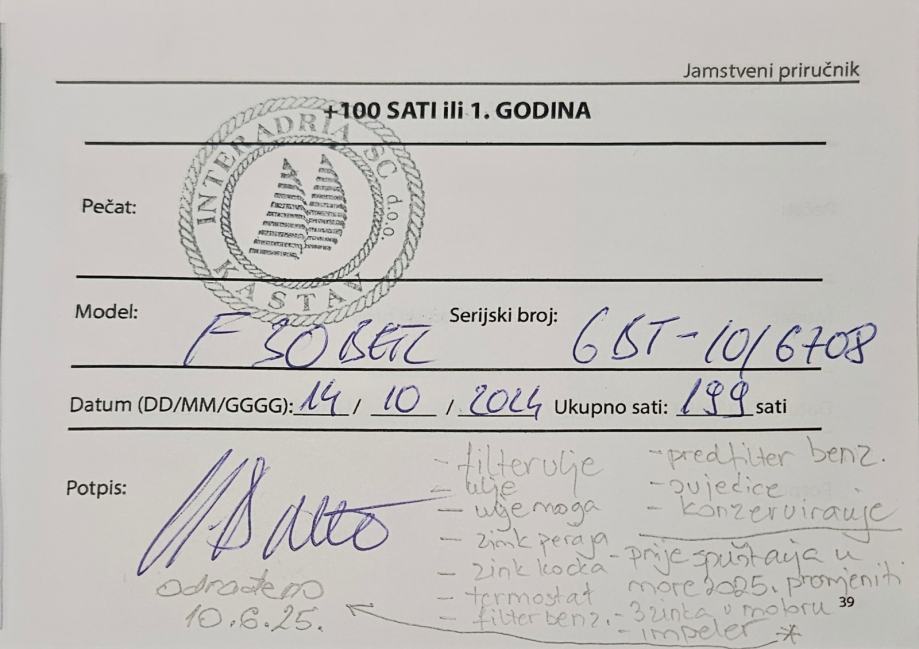 Jamstveni priručnik
+100 SATI ili 1. GODINA
INTERADRIA SC d.o.o.
KASTAV
Pečat:
Model: F 30 BETL Serijski broj: 6BT-1016708
Datum (DD/MM/GGGG): 14 / 10 / 2024 Ukupno sati: 199 sati
Potpis:
- filter ulje
- ulje
- ulje noga
- zink peraja
- zink kocka
- termostat
- filter benz.
- predfilter benz.
- svjećice
- konzerviranje
- prije spuštanja u
more 2025. promjeniti
- 3 zinka u motoru
- impeler *
odrađeno
10.6.25.
39